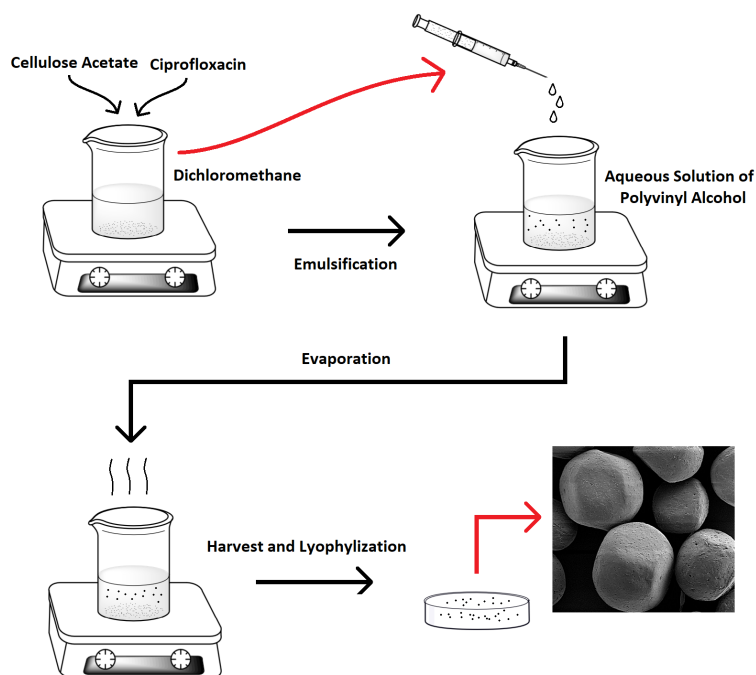 Cellulose Acetate
Ciprofloxacin
Dichloromethane
Aqueous Solution of
Polyvinyl Alcohol
Emulsification
Evaporation
Harvest and Lyophylization